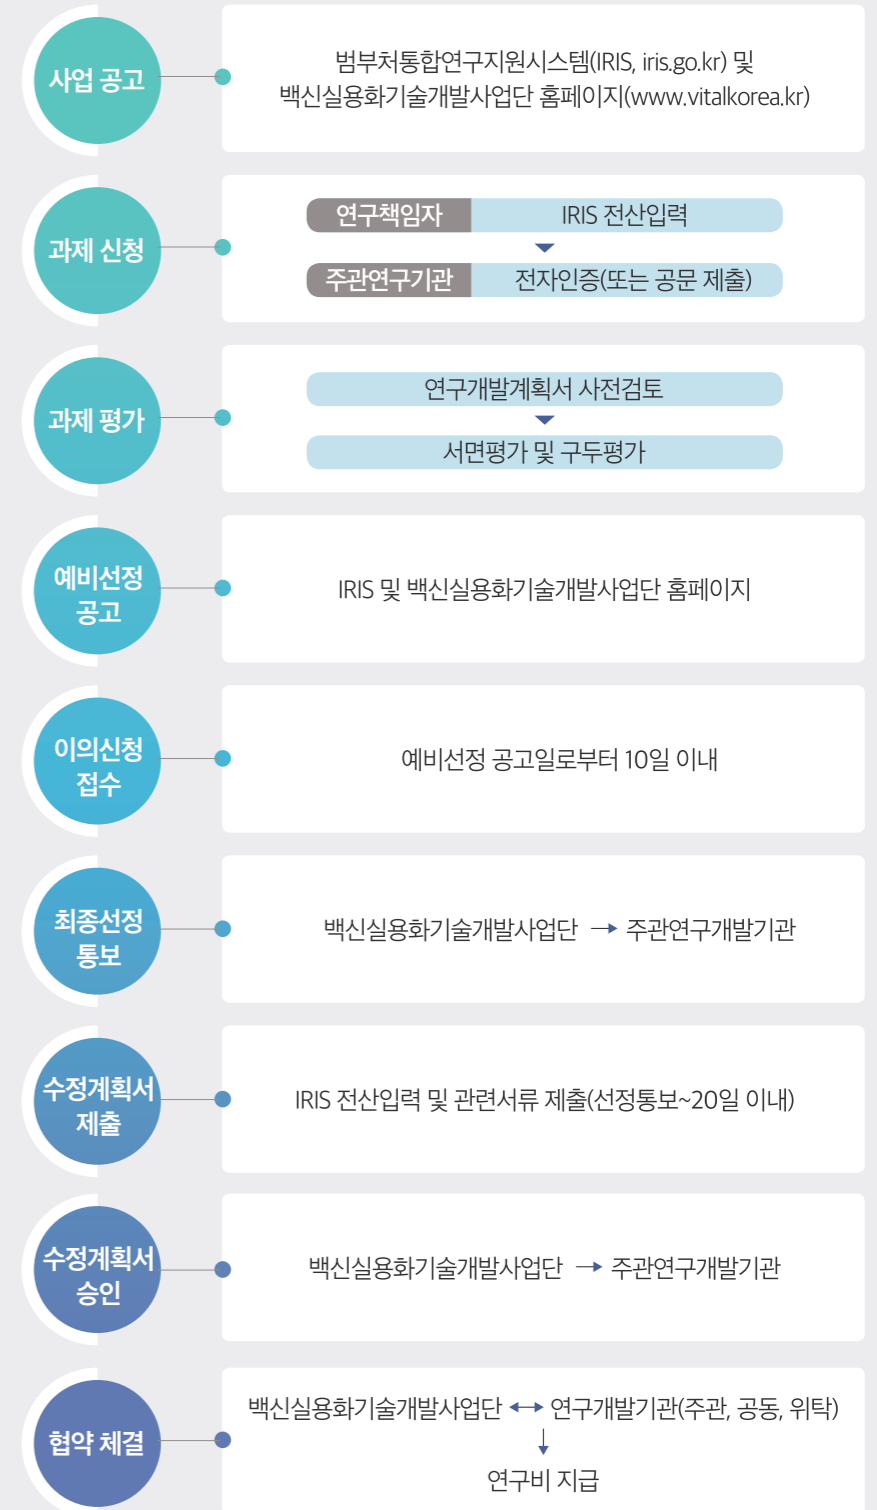 사업 공고
범부처통합연구지원시스템(IRIS, iris.go.kr) 및
백신실용화기술개발사업단 홈페이지(www.vitalkorea.kr)
과제 신청
연구책임자 IRIS 전산입력
주관연구기관 전자인증(또는 공문 제출)
과제 평가
연구개발계획서 사전검토
서면평가 및 구두평가
예비선정
공고
IRIS 및 백신실용화기술개발사업단 홈페이지
이의신청
접수
예비선정 공고일로부터 10일 이내
최종선정
통보
백신실용화기술개발사업단 → 주관연구개발기관
수정계획서
제출
IRIS 전산입력 및 관련서류 제출(선정통보~20일 이내)
수정계획서
승인
백신실용화기술개발사업단 → 주관연구개발기관
협약 체결
백신실용화기술개발사업단 ↔ 연구개발기관(주관, 공동, 위탁)
연구비 지급